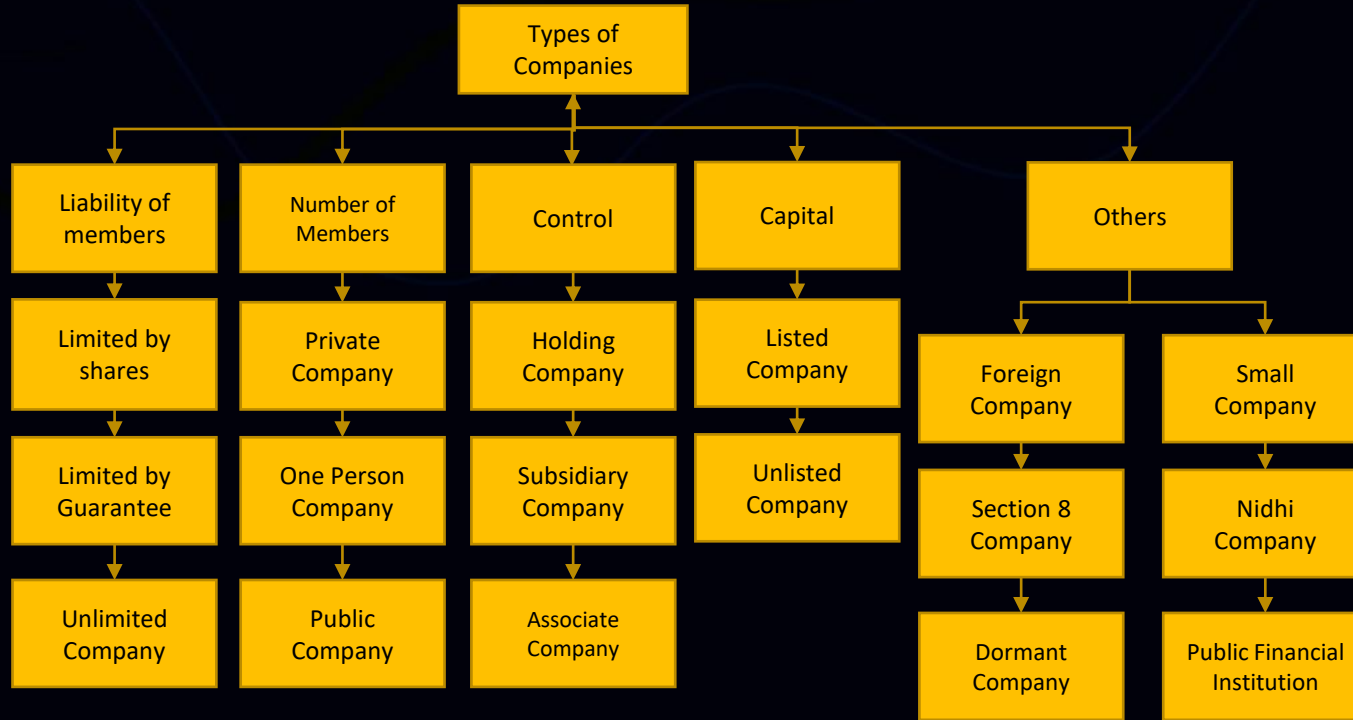 Types of
Companies
Liability of
members
Number of
Members
Control
Capital
Others
Limited by
shares
Private
Company
Holding
Company
Listed
Company
Foreign
Company
Small
Company
Limited by
Guarantee
One Person
Company
Subsidiary
Company
Unlisted
Company
Section 8
Company
Nidhi
Company
Unlimited
Company
Public
Company
Associate
Company
Dormant
Company
Public Financial
Institution